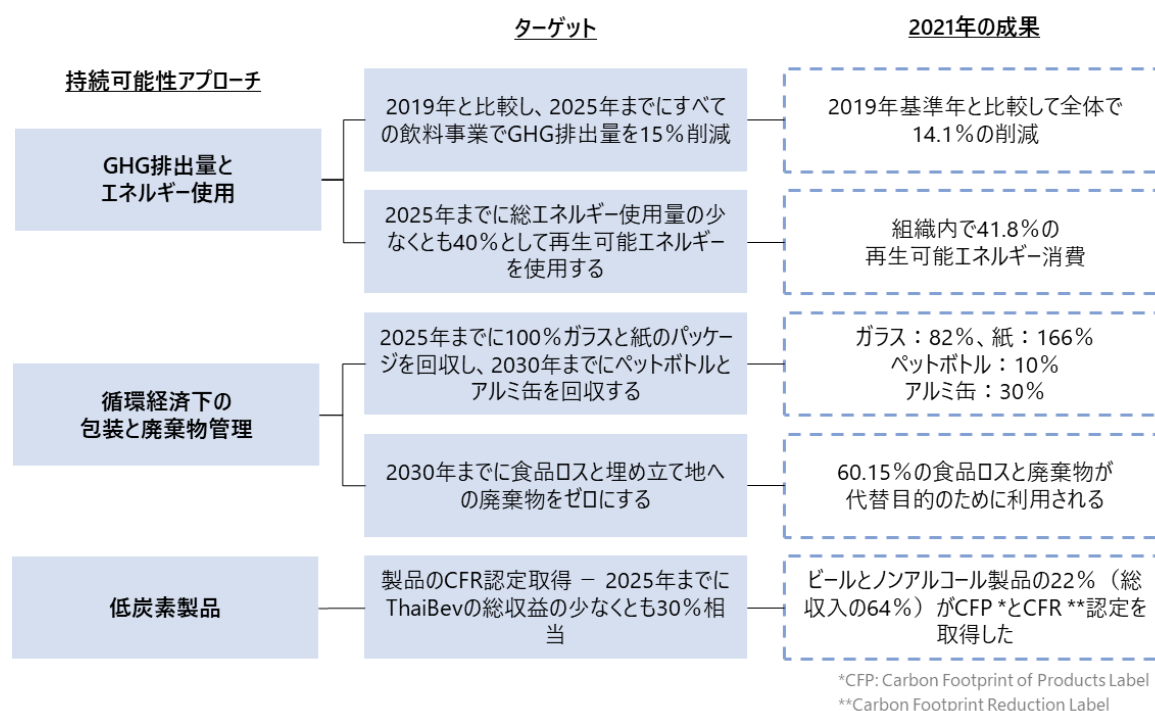 持続可能性アプローチ
ターゲット
2021年の成果
GHG排出量と
エネルギー使用
2019年と比較し、2025年までにすべて
の飲料事業でGHG排出量を15%削減
2019年基準年と比較して全体で
14.1%の削減
2025年までに総エネルギー使用量の少
なくとも40%として再生可能エネルギー
を使用する
組織内で41.8%の
再生可能エネルギー消費
循環経済下の
包装と廃棄物管理
2025年までに100%ガラスと紙のパッケー
ジを回収し、2030年までにペットボトルと
アルミ缶を回収する
ガラス：82%、紙：166%
ペットボトル：10%
アルミ缶：30%
2030年までに食品ロスと埋め立て地へ
の廃棄物をゼロにする
60.15%の食品ロスと廃棄物が
代替目的のために利用される
低炭素製品
製品のCFR認定取得 － 2025年までに
ThaiBevの総収益の少なくとも30%相
当
ビールとノンアルコール製品の22%（総
収入の64%）がCFP *とCFR **認定を
取得した
*CFP: Carbon Footprint of Products Label
**Carbon Footprint Reduction Label